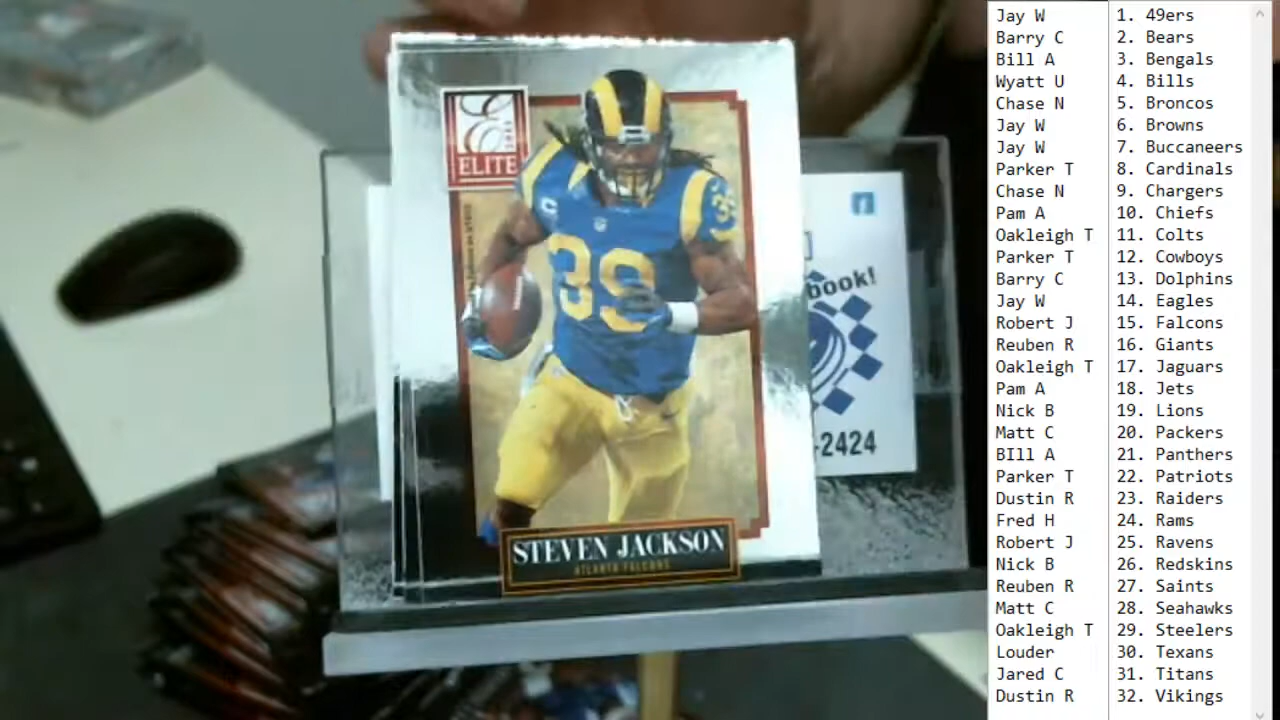 ELITE
39
39
STEVEN JACKSON
ATLANTA FALCONS
book!
-2424
Jay W 1. 49ers
Barry C 2. Bears
Bill A 3. Bengals
Wyatt U 4. Bills
Chase N 5. Broncos
Jay W 6. Browns
Jay W 7. Buccaneers
Parker T 8. Cardinals
Chase N 9. Chargers
Pam A 10. Chiefs
Oakleigh T 11. Colts
Parker T 12. Cowboys
Barry C 13. Dolphins
Jay W 14. Eagles
Robert J 15. Falcons
Reuben R 16. Giants
Oakleigh T 17. Jaguars
Pam A 18. Jets
Nick B 19. Lions
Matt C 20. Packers
BIll A 21. Panthers
Parker T 22. Patriots
Dustin R 23. Raiders
Fred H 24. Rams
Robert J 25. Ravens
Nick B 26. Redskins
Reuben R 27. Saints
Matt C 28. Seahawks
Oakleigh T 29. Steelers
Louder 30. Texans
Jared C 31. Titans
Dustin R 32. Vikings